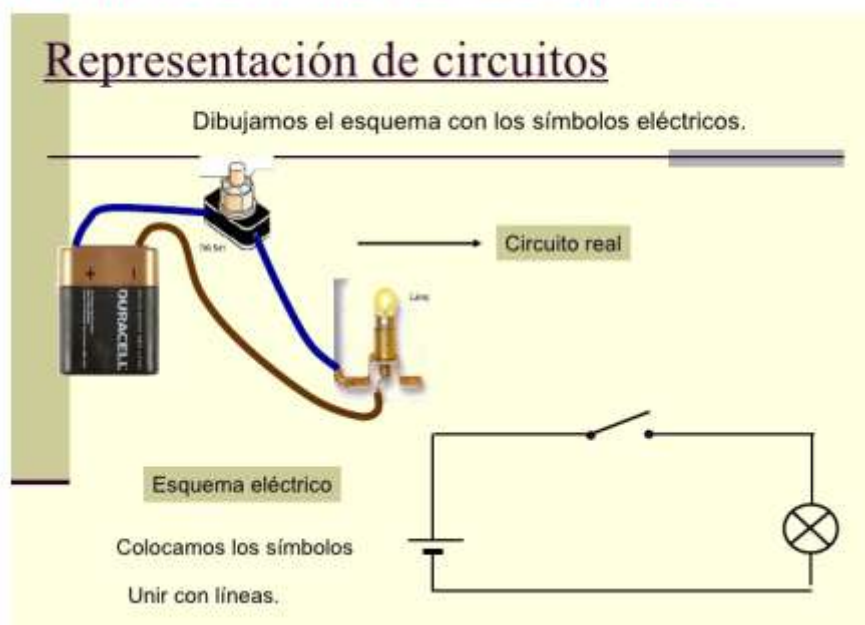 Representación de circuitos
Dibujamos el esquema con los símbolos eléctricos.
Circuito real
+ −
DURACELL
Esquema eléctrico
Colocamos los símbolos
Unir con líneas.